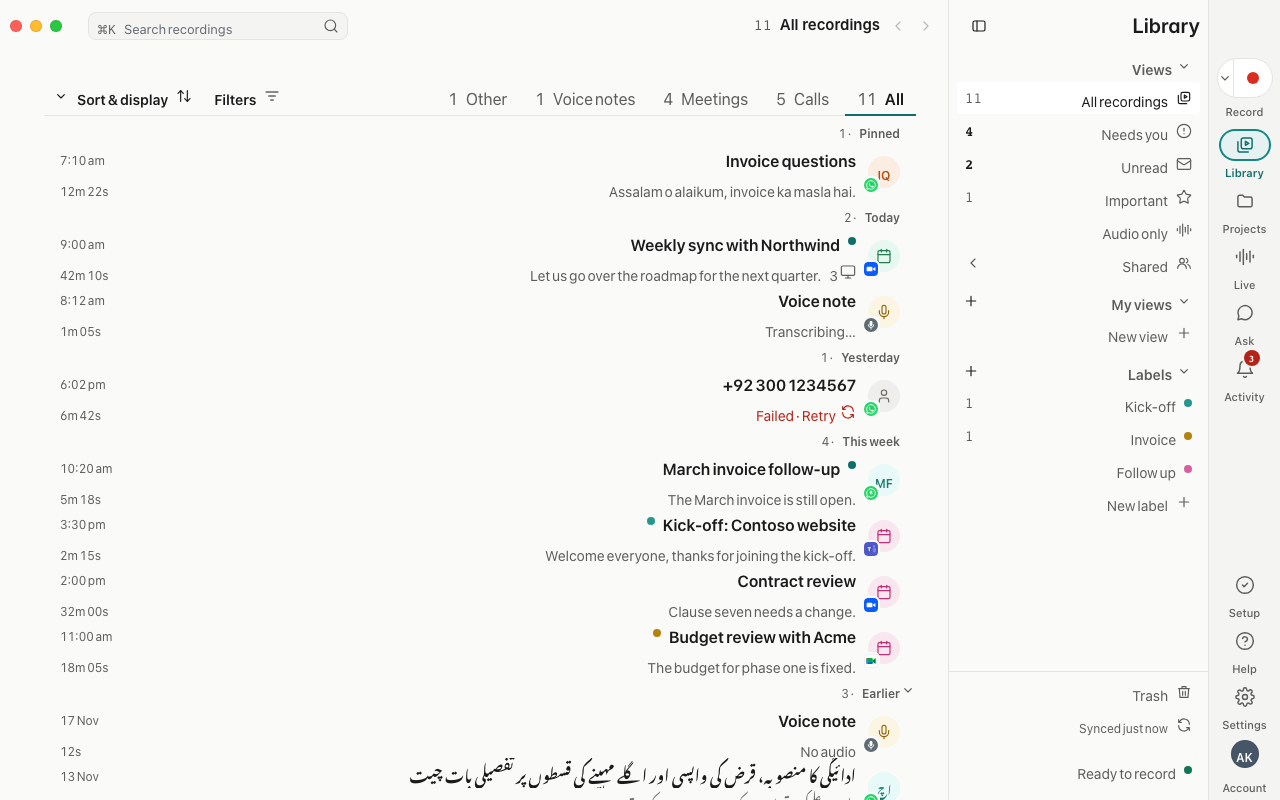 ⌘K Search recordings
11 All recordings
Library
Sort & display
Filters
1 Other
1 Voice notes
4 Meetings
5 Calls
11 All
1 · Pinned
7:10 am
Invoice questions
IQ
12m 22s
Assalam o alaikum, invoice ka masla hai.
2 · Today
9:00 am
Weekly sync with Northwind
42m 10s
Let us go over the roadmap for the next quarter. 3
8:12 am
Voice note
1m 05s
Transcribing...
1 · Yesterday
6:02 pm
+92 300 1234567
6m 42s
Failed · Retry
4 · This week
10:20 am
March invoice follow-up
MF
5m 18s
The March invoice is still open.
3:30 pm
Kick-off: Contoso website
2m 15s
Welcome everyone, thanks for joining the kick-off.
2:00 pm
Contract review
32m 00s
Clause seven needs a change.
11:00 am
Budget review with Acme
18m 05s
The budget for phase one is fixed.
3 · Earlier
17 Nov
Voice note
12s
No audio
13 Nov
ادائیگی کا منصوبہ، قرض کی واپسی اور اگلے مہینے کی قسطوں پر تفصیلی بات چیت
Views
11 All recordings
4 Needs you
2 Unread
1 Important
Audio only
Shared
My views
New view
Labels
1 Kick-off
1 Invoice
Follow up
New label
Trash
Synced just now
Ready to record
Record
Library
Projects
Live
Ask
3
Activity
Setup
Help
Settings
AK
Account